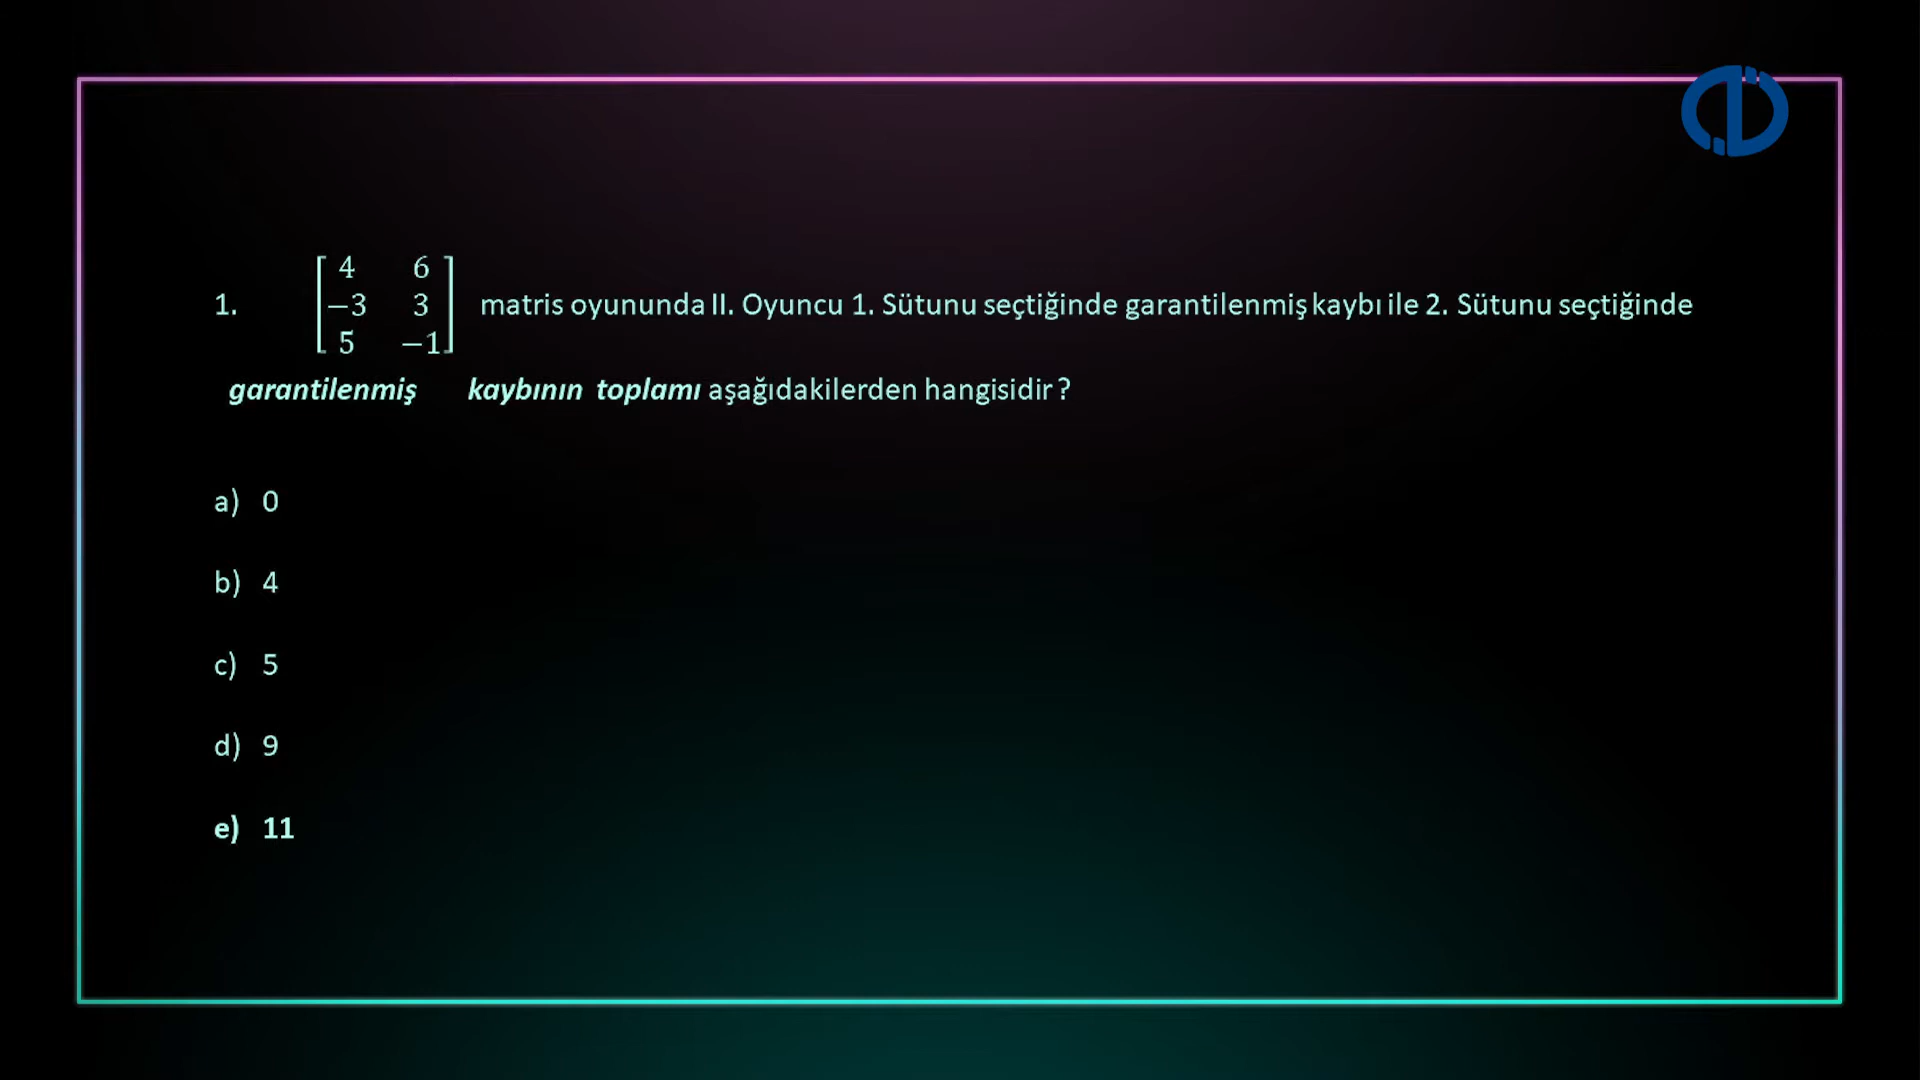 1. [4 6
−3 3
5 −1] matris oyununda II. Oyuncu 1. Sütunu seçtiğinde garantilenmiş kaybı ile 2. Sütunu seçtiğinde
garantilenmiş kaybının toplamı aşağıdakilerden hangisidir?
a) 0
b) 4
c) 5
d) 9
e) 11